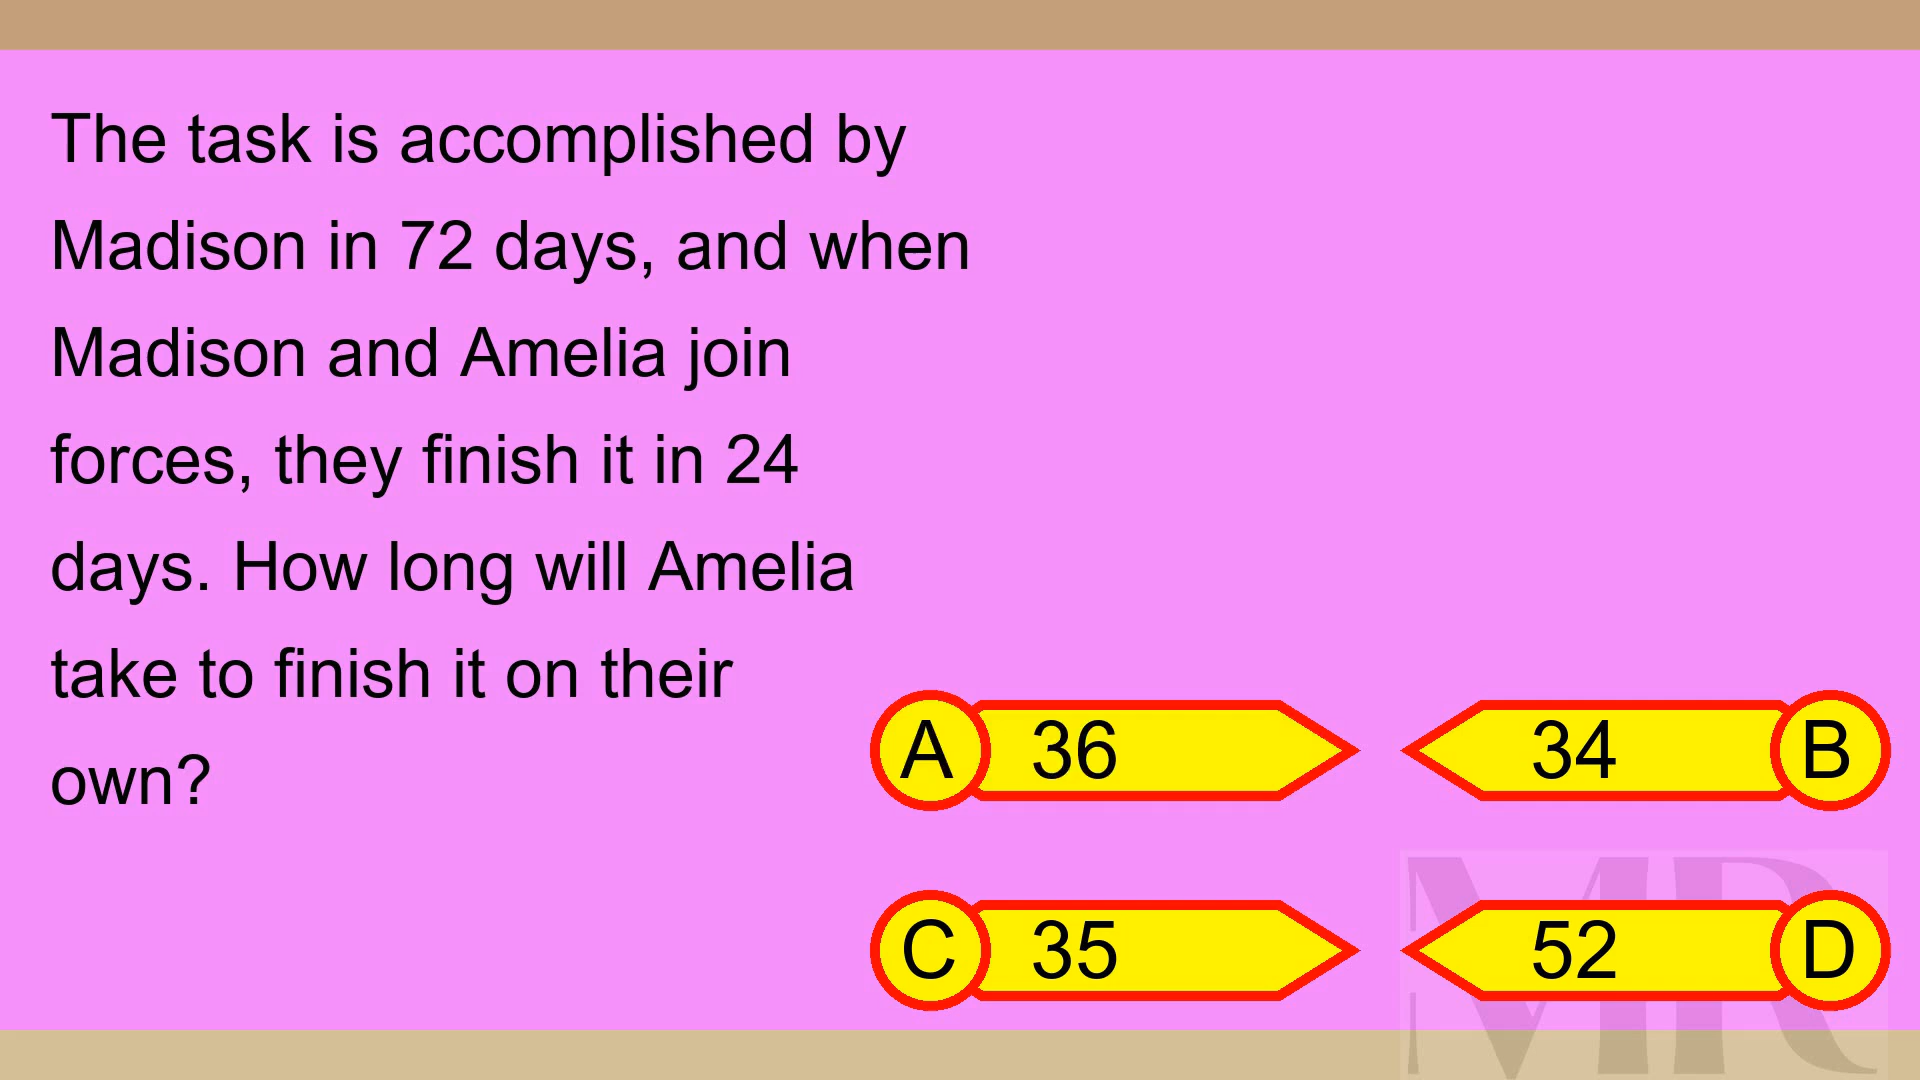 The task is accomplished by
Madison in 72 days, and when
Madison and Amelia join
forces, they finish it in 24
days. How long will Amelia
take to finish it on their
own?
A 36
34 B
C 35
52 D
MR